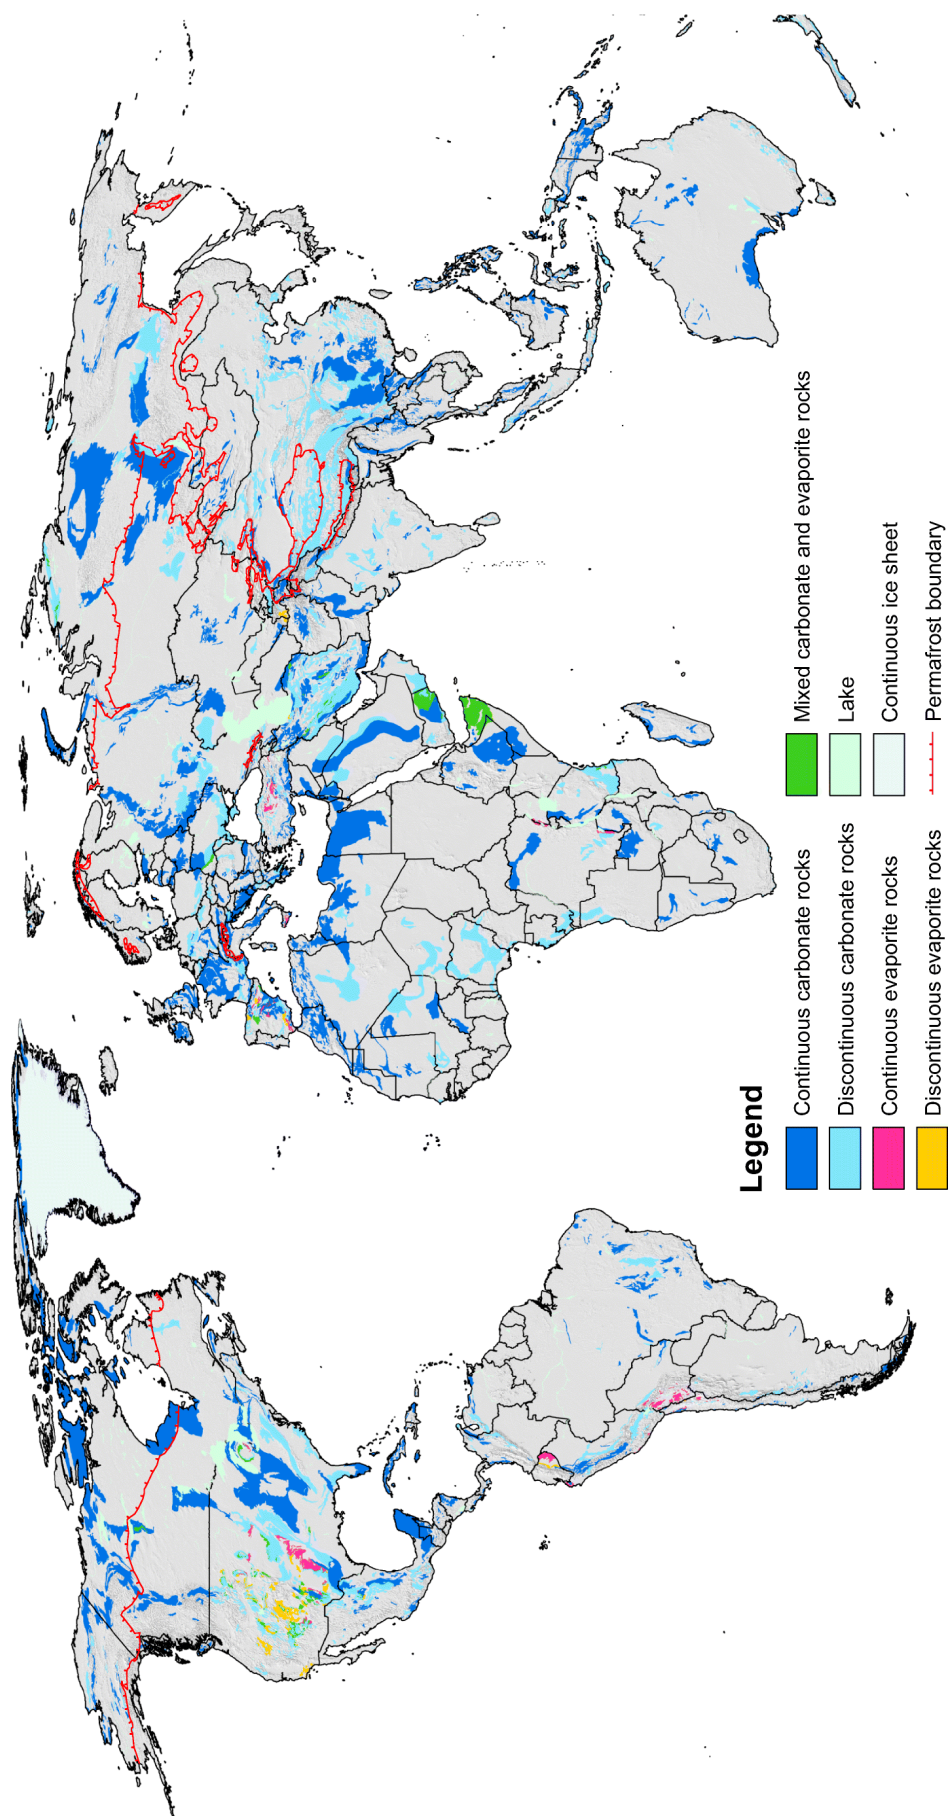 Legend
Continuous carbonate rocks
Discontinuous carbonate rocks
Continuous evaporite rocks
Discontinuous evaporite rocks
Mixed carbonate and evaporite rocks
Lake
Continuous ice sheet
Permafrost boundary